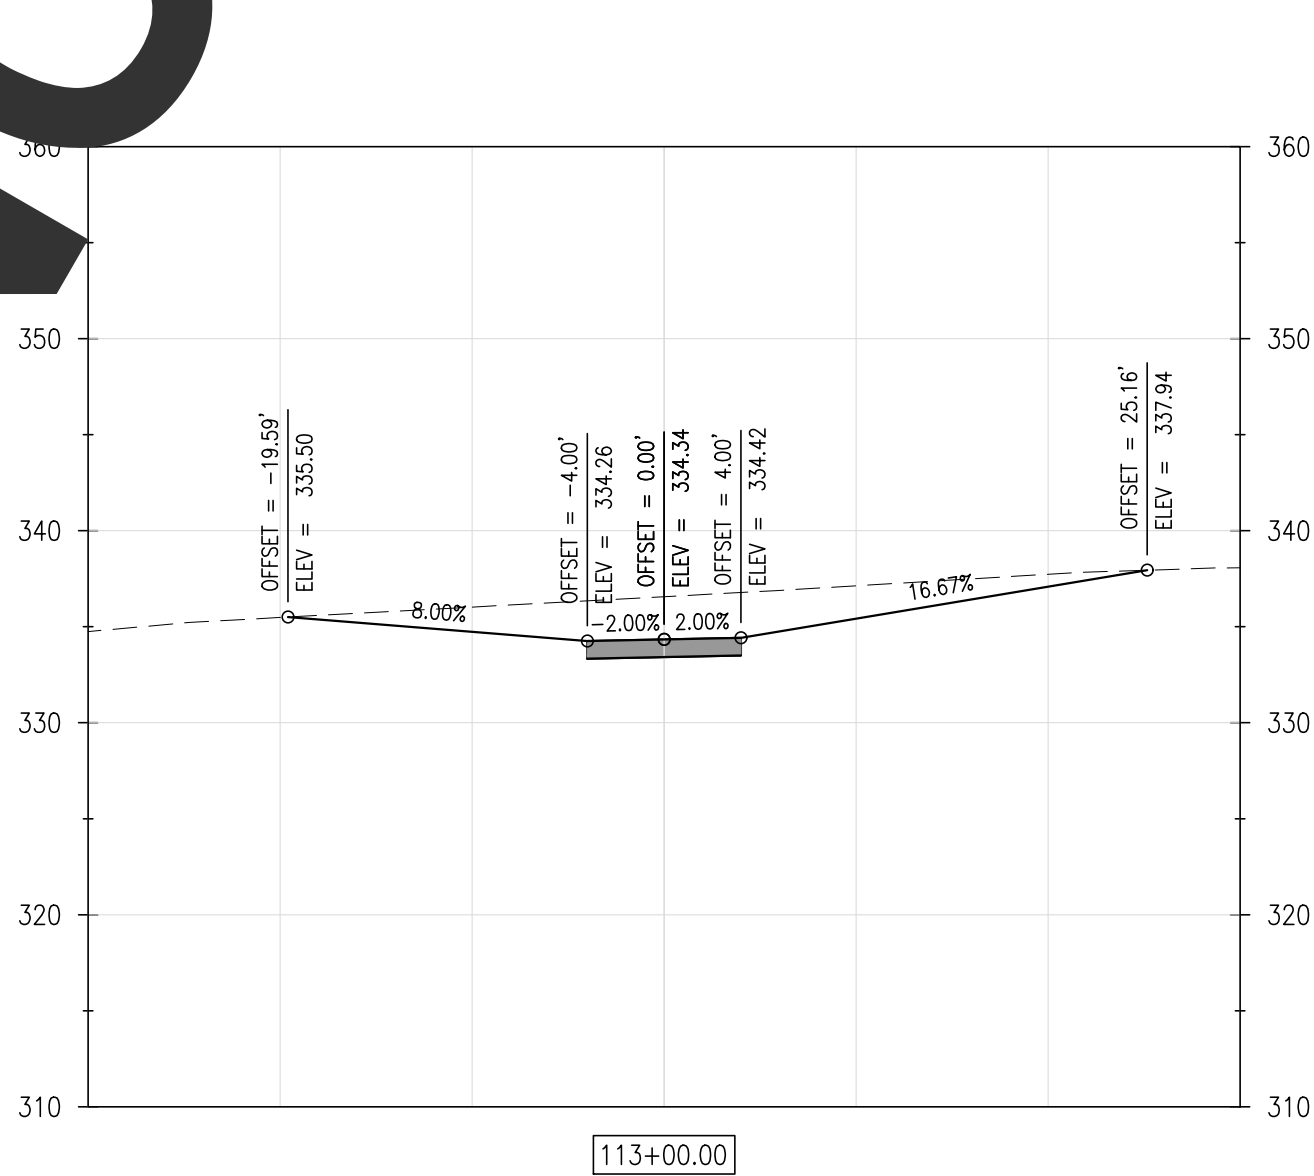 360 360
350 350
340 340
330 330
320 320
310 310
OFFSET = -19.59'
ELEV = 335.50
OFFSET = -4.00'
ELEV = 334.26
OFFSET = 0.00'
ELEV = 334.34
OFFSET = 4.00'
ELEV = 334.42
OFFSET = 25.16'
ELEV = 337.94
8.00%
-2.00%
2.00%
16.67%
113+00.00